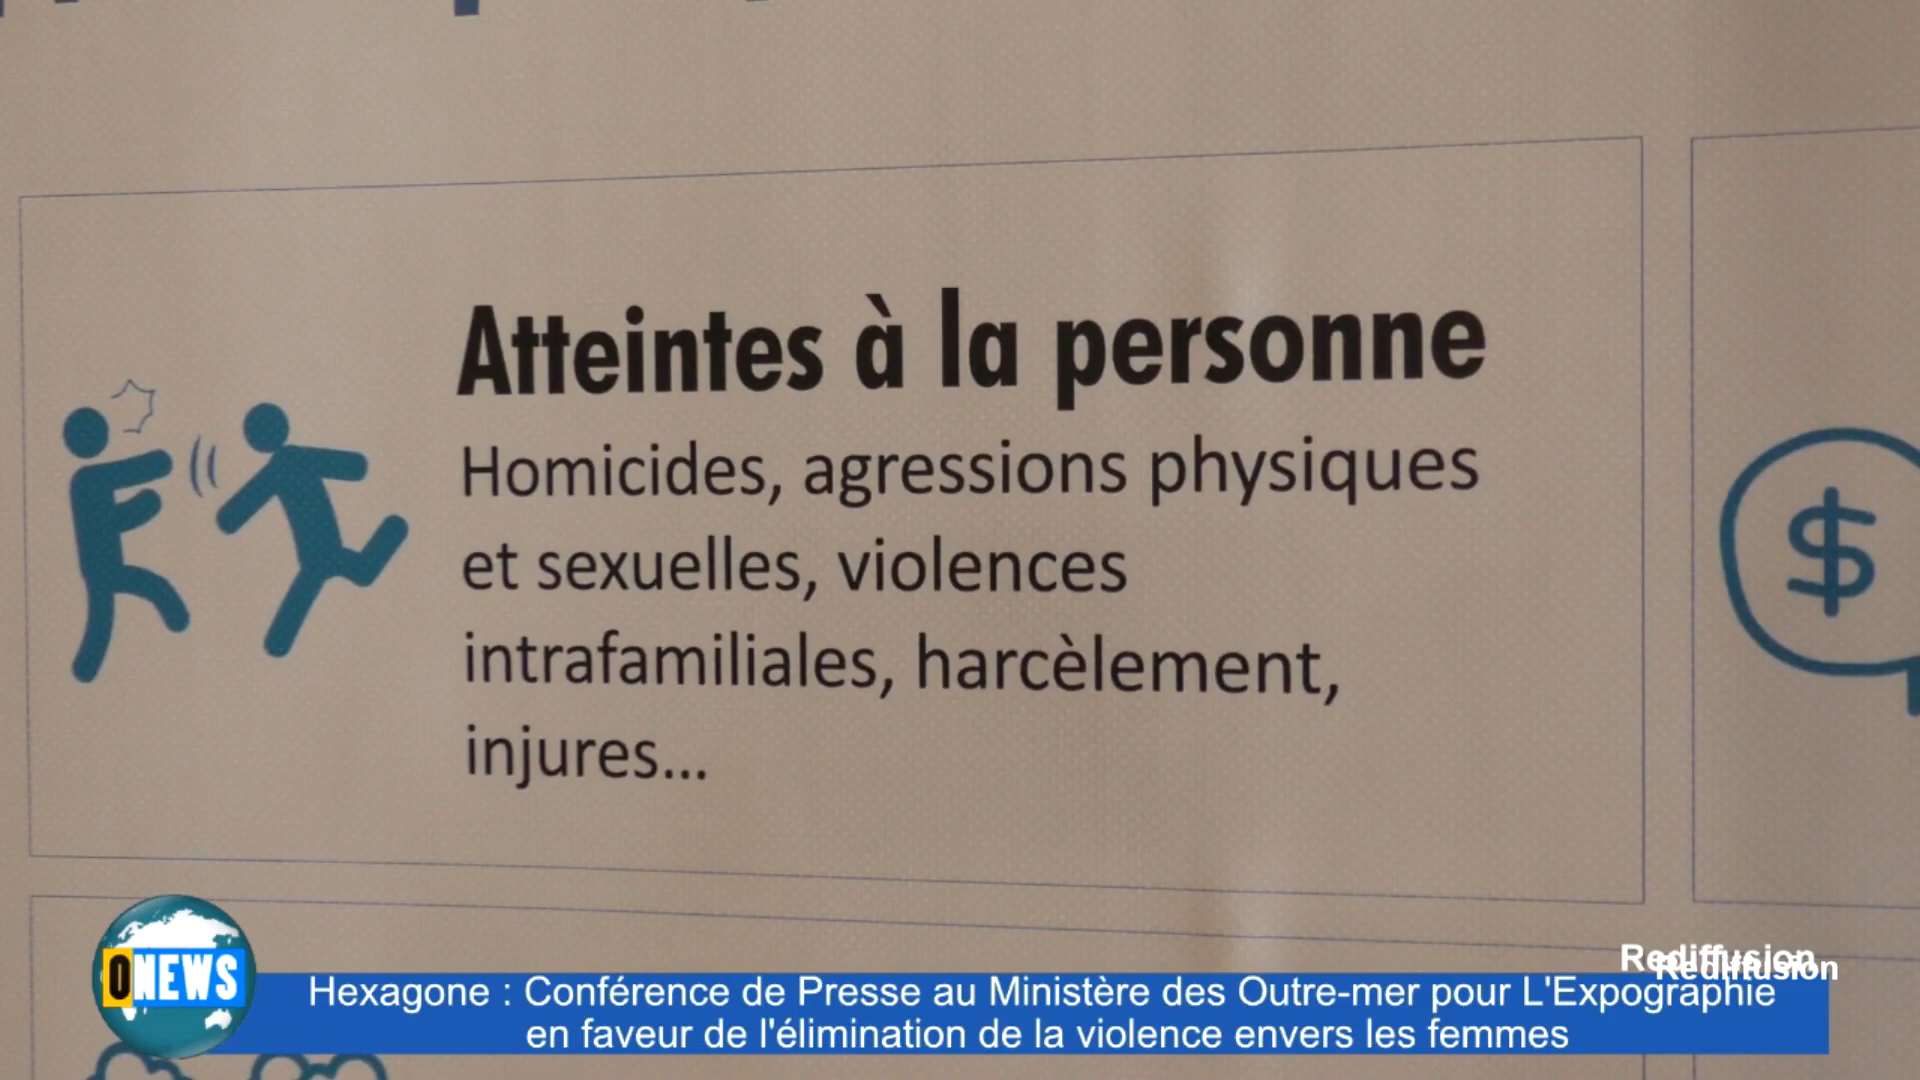 Atteintes à la personne
Homicides, agressions physiques
et sexuelles, violences
intrafamiliales, harcèlement,
injures...
$
Rediffusion
Rediffusion
ONEWS
Hexagone : Conférence de Presse au Ministère des Outre-mer pour L'Expographie
en faveur de l'élimination de la violence envers les femmes